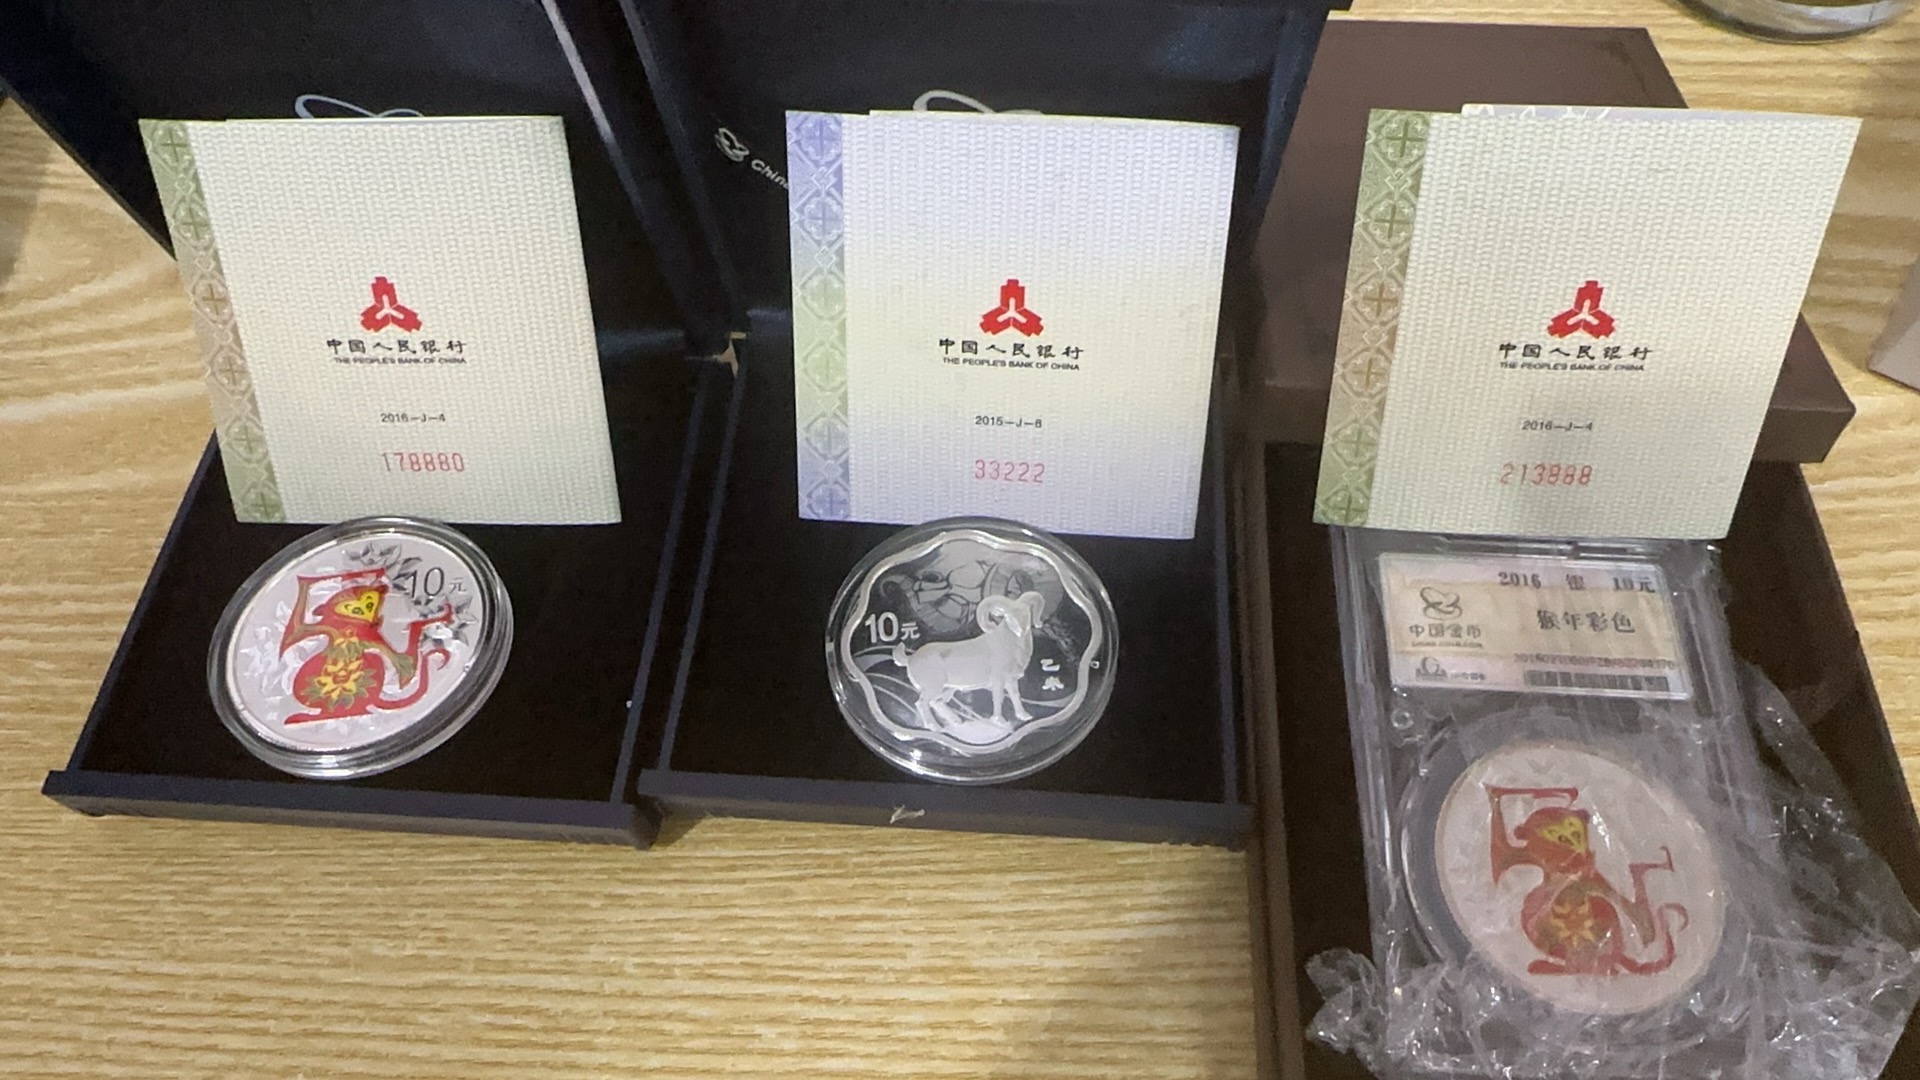 中国人民银行
THE PEOPLE'S BANK OF CHINA
2016-J-4
178880
10元
China
中国人民银行
THE PEOPLE'S BANK OF CHINA
2015-J-6
33222
10元
乙未
中国人民银行
THE PEOPLE'S BANK OF CHINA
2016-J-4
213888
2016 银 10元
中国金币
猴年彩色